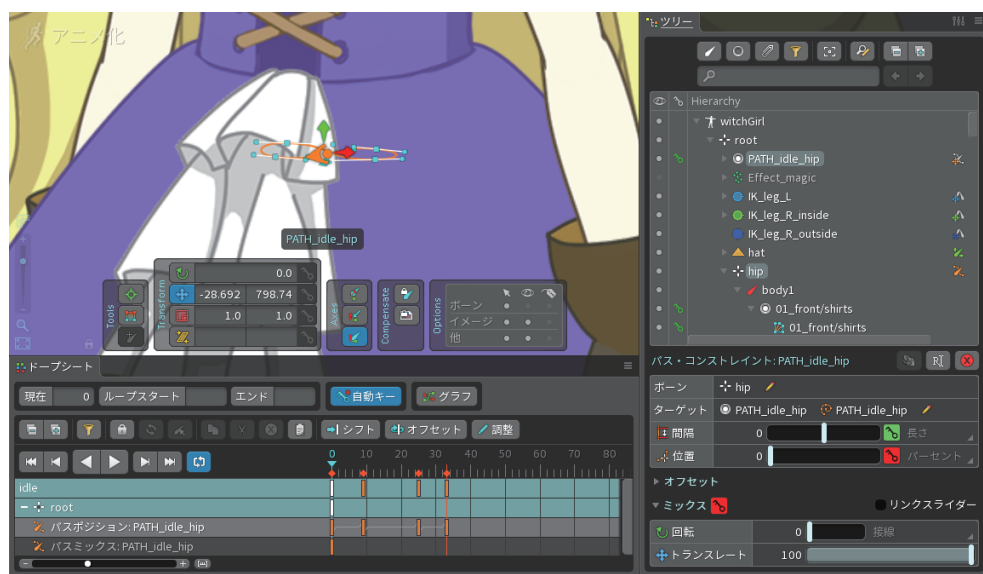 アニメ化
PATH_idle_hip
Tools
Transform
0.0
-28.692 798.74
1.0 1.0
Axes
Compensate
Options
ボーン
イメージ
他
ツリー
Hierarchy
witchGirl
root
PATH_idle_hip
Effect_magic
IK_leg_L
IK_leg_R_inside
IK_leg_R_outside
hat
hip
body1
01_front/shirts
01_front/shirts
パス・コンストレイント: PATH_idle_hip
ボーン hip
ターゲット PATH_idle_hip PATH_idle_hip
間隔 0 長さ
位置 0 パーセント
オフセット
ミックス リンクスライダー
回転 0 接線
トランスレート 100
ドープシート
現在 0 ループスタート エンド 自動キー グラフ
シフト オフセット 調整
0 10 20 30 40 50 60 70 80
idle
root
パスポジション: PATH_idle_hip
パスミックス: PATH_idle_hip